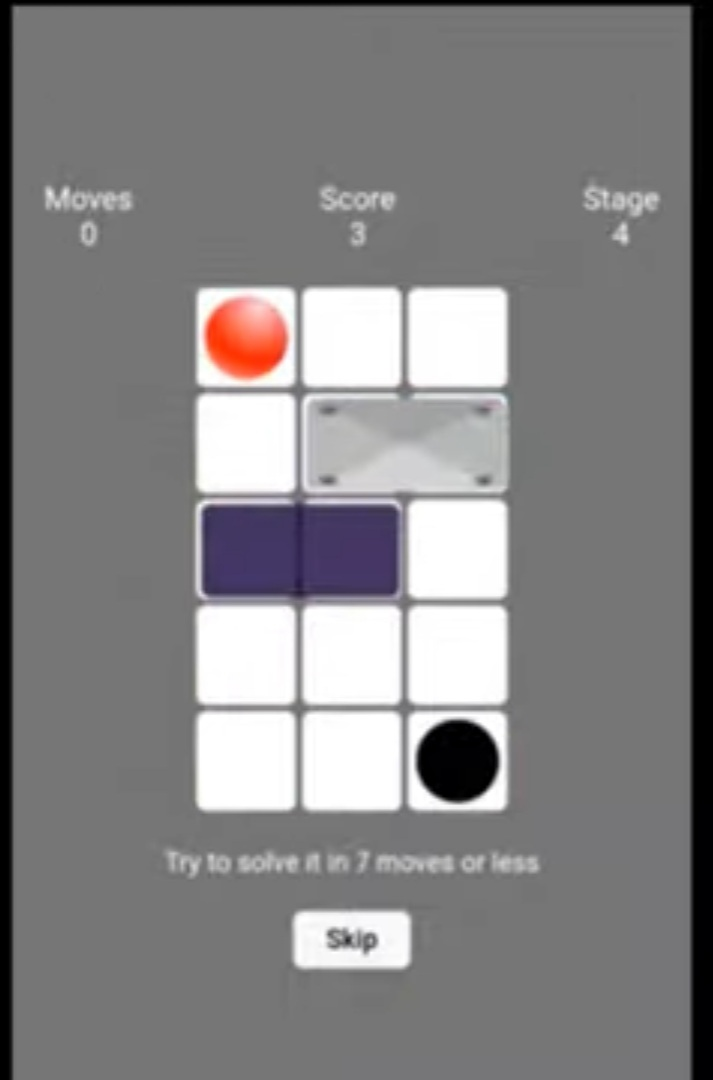 Moves Score Stage
0 3 4
Try to solve it in 7 moves or less
Skip